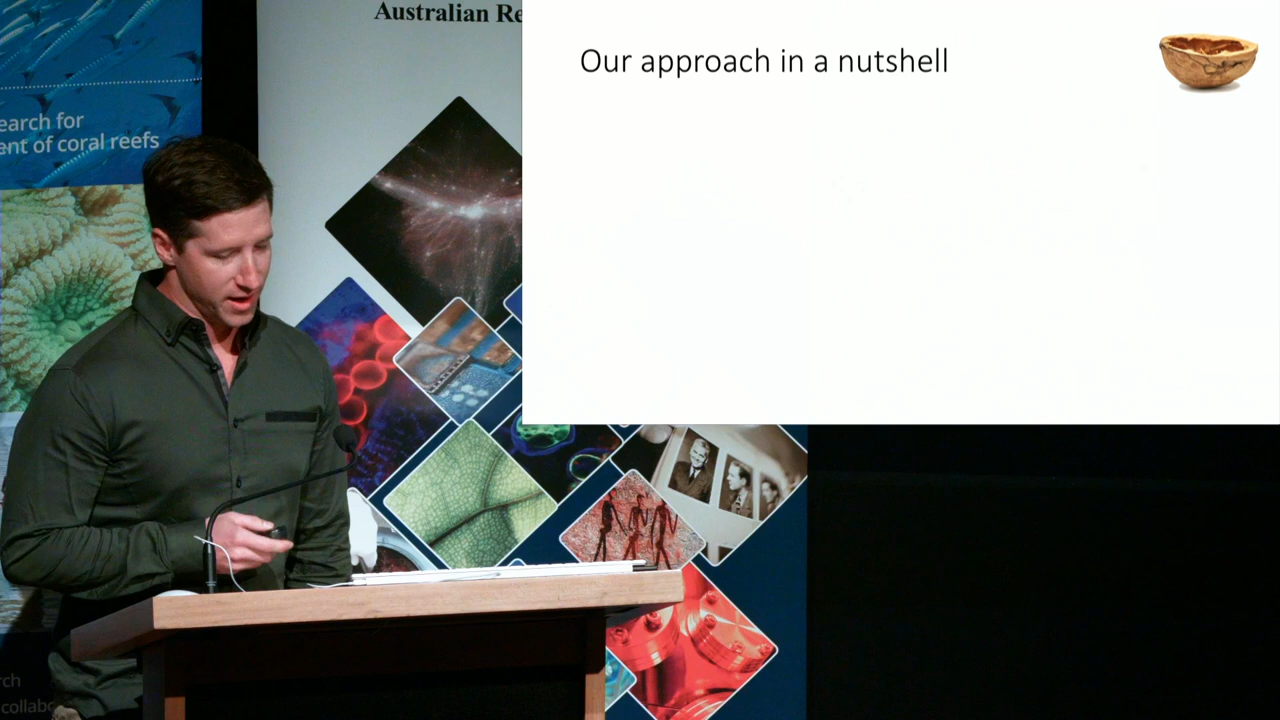 Australian Re
Our approach in a nutshell
earch for
ent of coral reefs
rch
collabo